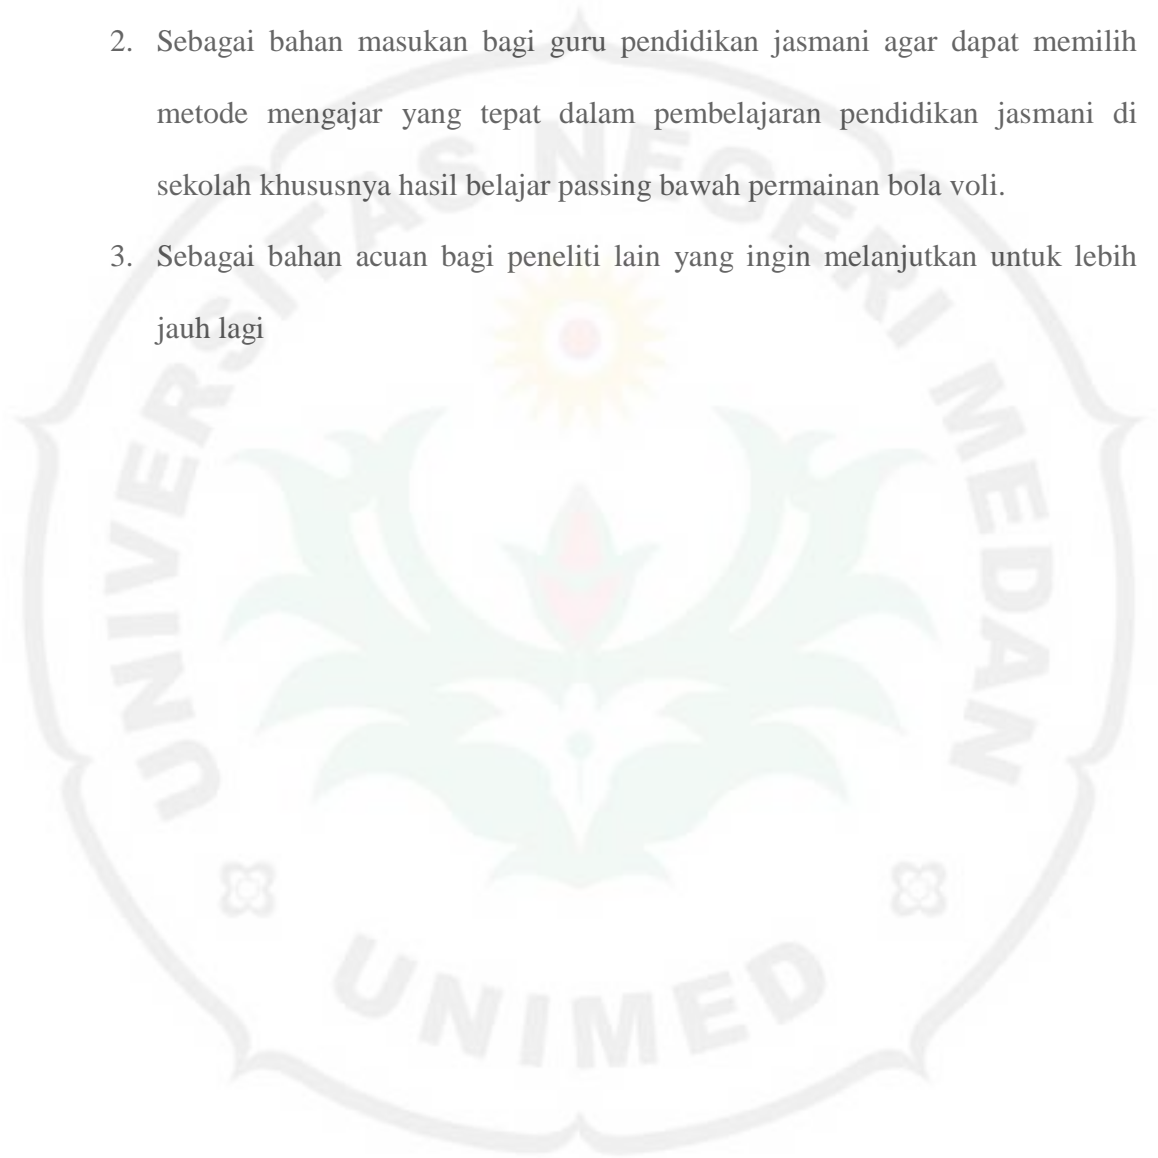 2. Sebagai bahan masukan bagi guru pendidikan jasmani agar dapat memilih
metode mengajar yang tepat dalam pembelajaran pendidikan jasmani di
sekolah khususnya hasil belajar passing bawah permainan bola voli.
3. Sebagai bahan acuan bagi peneliti lain yang ingin melanjutkan untuk lebih
jauh lagi
UNIVERSITAS NEGERI MEDAN
UNIMED